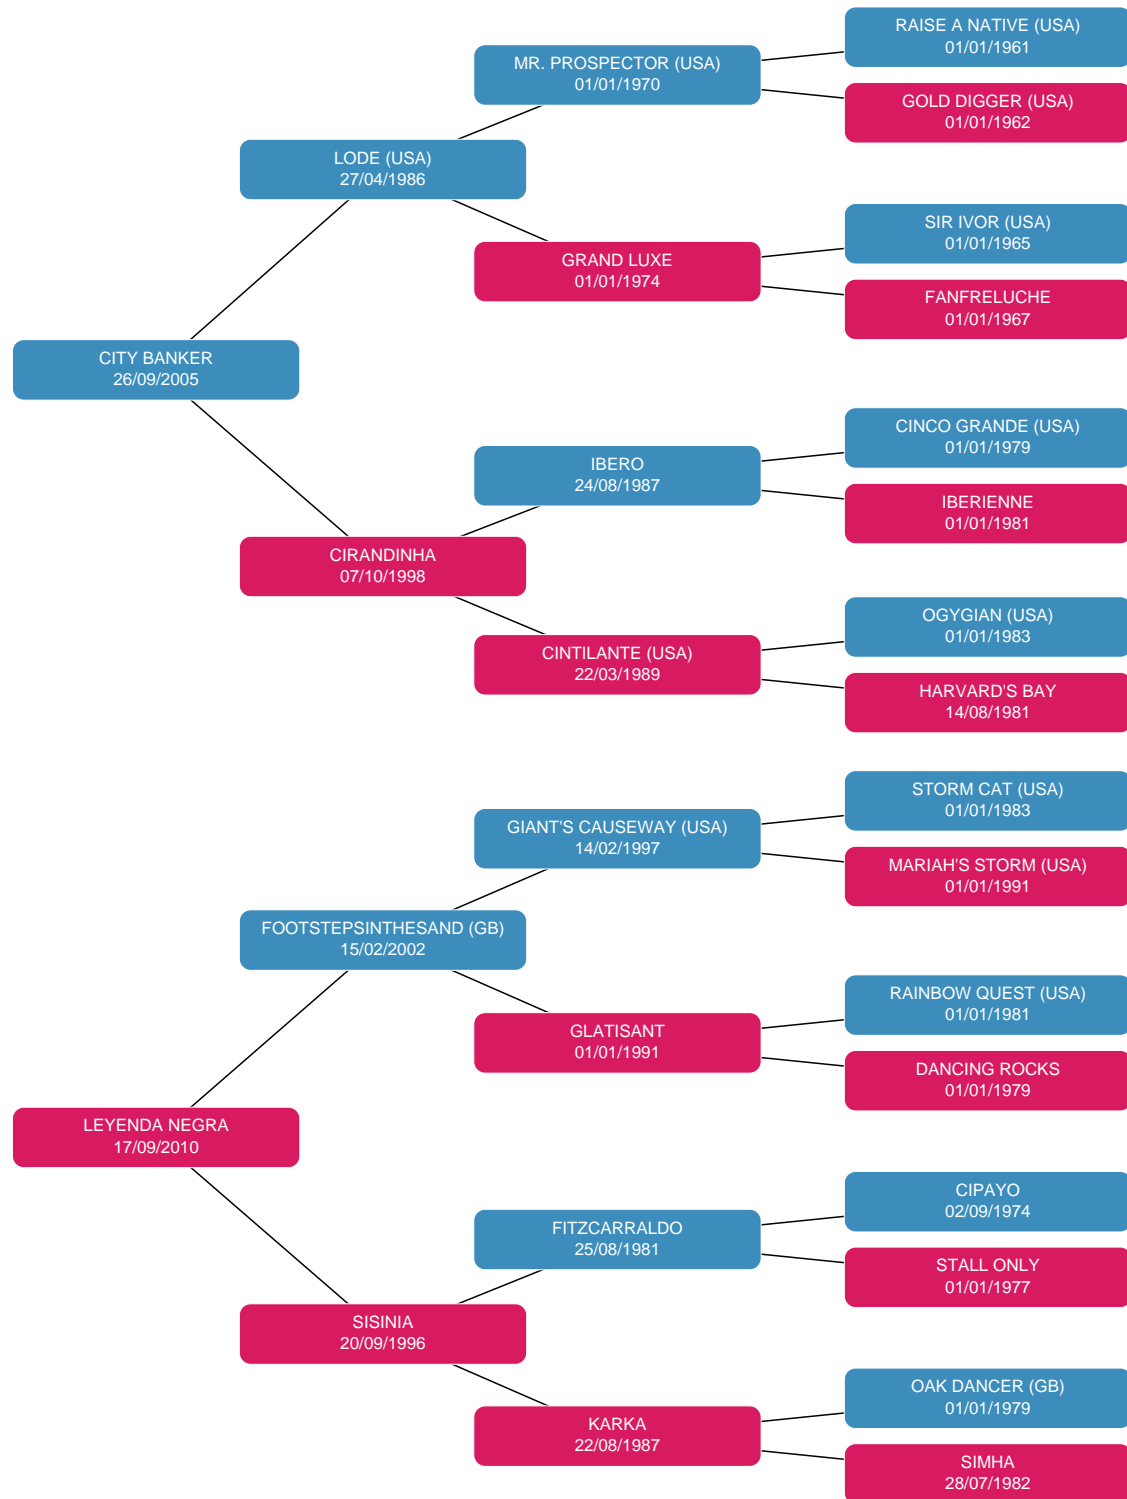 RAISE A NATIVE (USA)
01/01/1961
MR. PROSPECTOR (USA)
01/01/1970
GOLD DIGGER (USA)
01/01/1962
LODE (USA)
27/04/1986
SIR IVOR (USA)
01/01/1965
GRAND LUXE
01/01/1974
FANFRELUCHE
01/01/1967
CITY BANKER
26/09/2005
CINCO GRANDE (USA)
01/01/1979
IBERO
24/08/1987
IBERIENNE
01/01/1981
CIRANDINHA
07/10/1998
OGYGIAN (USA)
01/01/1983
CINTILANTE (USA)
22/03/1989
HARVARD'S BAY
14/08/1981
STORM CAT (USA)
01/01/1983
GIANT'S CAUSEWAY (USA)
14/02/1997
MARIAH'S STORM (USA)
01/01/1991
FOOTSTEPSINTHESAND (GB)
15/02/2002
RAINBOW QUEST (USA)
01/01/1981
GLATISANT
01/01/1991
DANCING ROCKS
01/01/1979
LEYENDA NEGRA
17/09/2010
CIPAYO
02/09/1974
FITZCARRALDO
25/08/1981
STALL ONLY
01/01/1977
SISINIA
20/09/1996
OAK DANCER (GB)
01/01/1979
KARKA
22/08/1987
SIMHA
28/07/1982